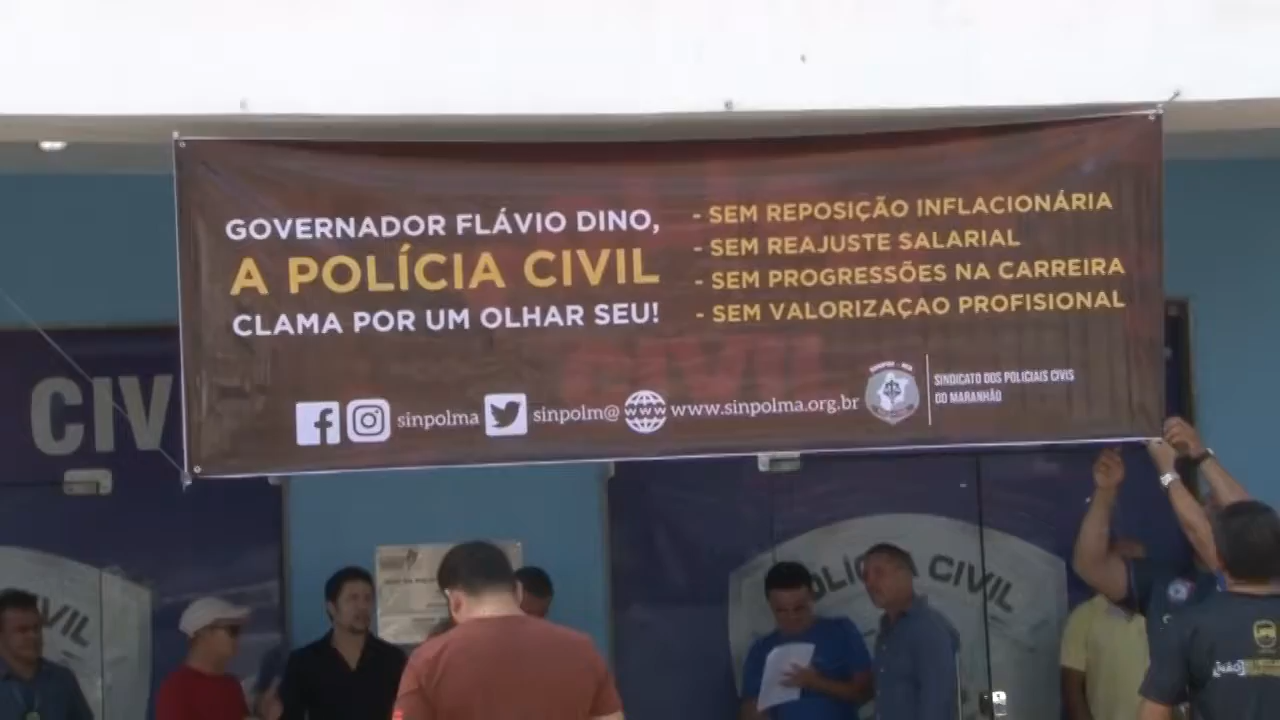 GOVERNADOR FLÁVIO DINO,
A POLÍCIA CIVIL
CLAMA POR UM OLHAR SEU!
- SEM REPOSIÇÃO INFLACIONÁRIA
- SEM REAJUSTE SALARIAL
- SEM PROGRESSÕES NA CARREIRA
- SEM VALORIZAÇAO PROFISIONAL
sinpolma sinpolm@ www.sinpolma.org.br
SINDICATO DOS POLICIAIS CIVIS
DO MARANHÃO
CIV
CIVIL
POLÍCIA CIVIL